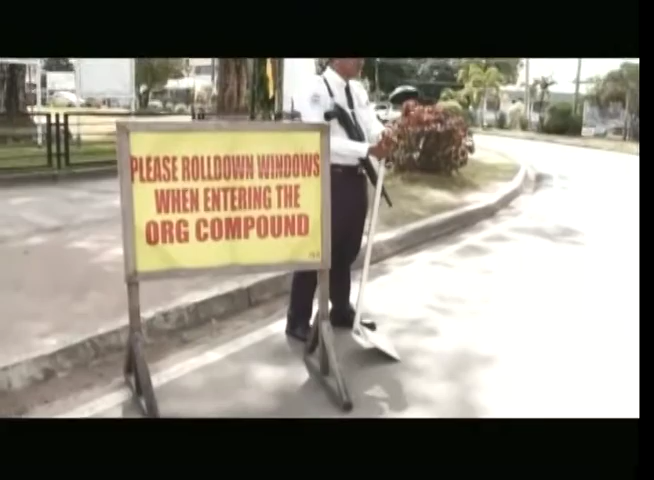 PLEASE ROLLDOWN WINDOWS
WHEN ENTERING THE
ORG COMPOUND